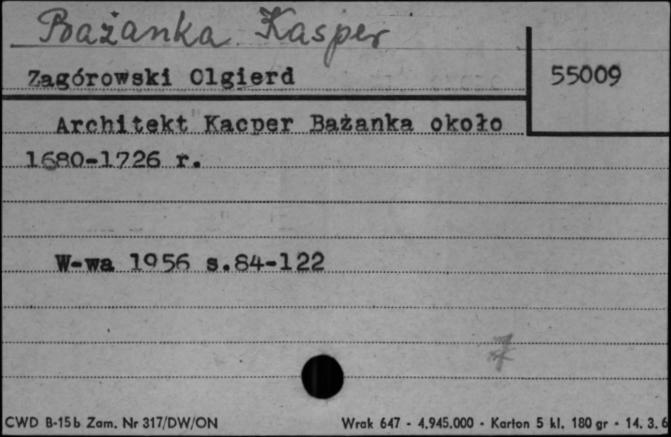 Bażanka Kasper
Zagórowski Olgierd
55009
Architekt Kacper Bażanka około
1680-1726 r.
W-wa 1956 s.84-122
7
CWD B-15b Zam. Nr 317/DW/ON Wrak 647 - 4.945.000 - Karton 5 kl. 180 gr - 14. 3.